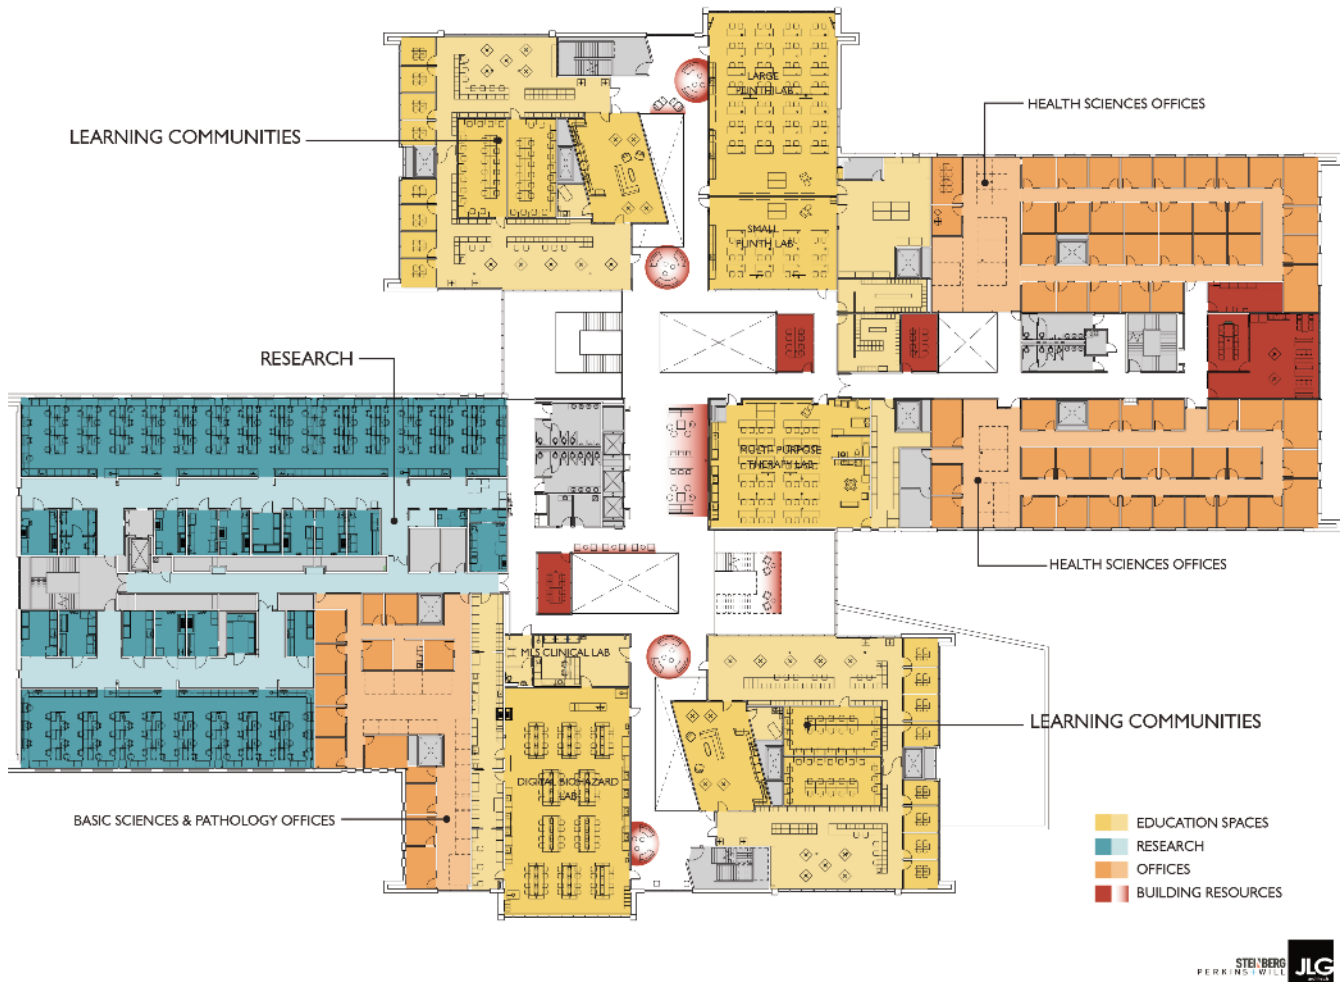 LARGE
PLINTH LAB
HEALTH SCIENCES OFFICES
LEARNING COMMUNITIES
SMALL
PLINTH LAB
RESEARCH
MULTI-PURPOSE
THERAPY LAB
HEALTH SCIENCES OFFICES
MLS CLINICAL LAB
LEARNING COMMUNITIES
DIGITAL BIOHAZARD
LAB
BASIC SCIENCES & PATHOLOGY OFFICES
EDUCATION SPACES
RESEARCH
OFFICES
BUILDING RESOURCES
STEINBERG
PERKINS+WILL
JLG